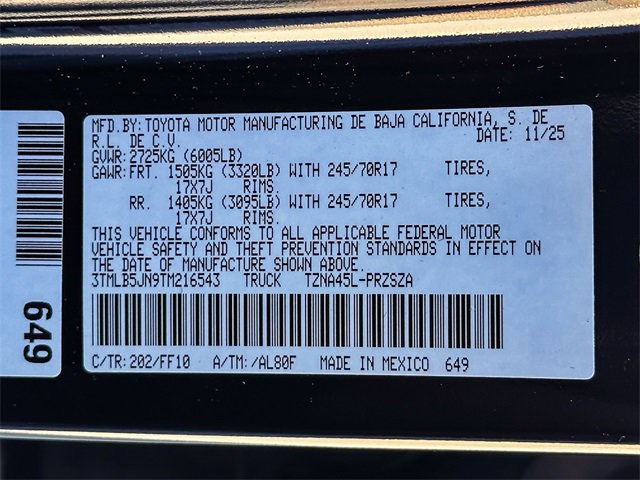 MFD.BY:TOYOTA MOTOR MANUFACTURING DE BAJA CALIFORNIA, S. DE
R.L. DE C.V. DATE: 11/25
GVWR:2725KG (6005LB)
GAWR:FRT. 1505KG (3320LB) WITH 245/70R17 TIRES,
17X7J RIMS.
RR. 1405KG (3095LB) WITH 245/70R17 TIRES,
17X7J RIMS.
THIS VEHICLE CONFORMS TO ALL APPLICABLE FEDERAL MOTOR
VEHICLE SAFETY AND THEFT PREVENTION STANDARDS IN EFFECT ON
THE DATE OF MANUFACTURE SHOWN ABOVE.
3TMLB5JN9TM216543 TRUCK TZNA45L-PRZSZA
C/TR:202/FF10 A/TM:/AL80F MADE IN MEXICO 649
649